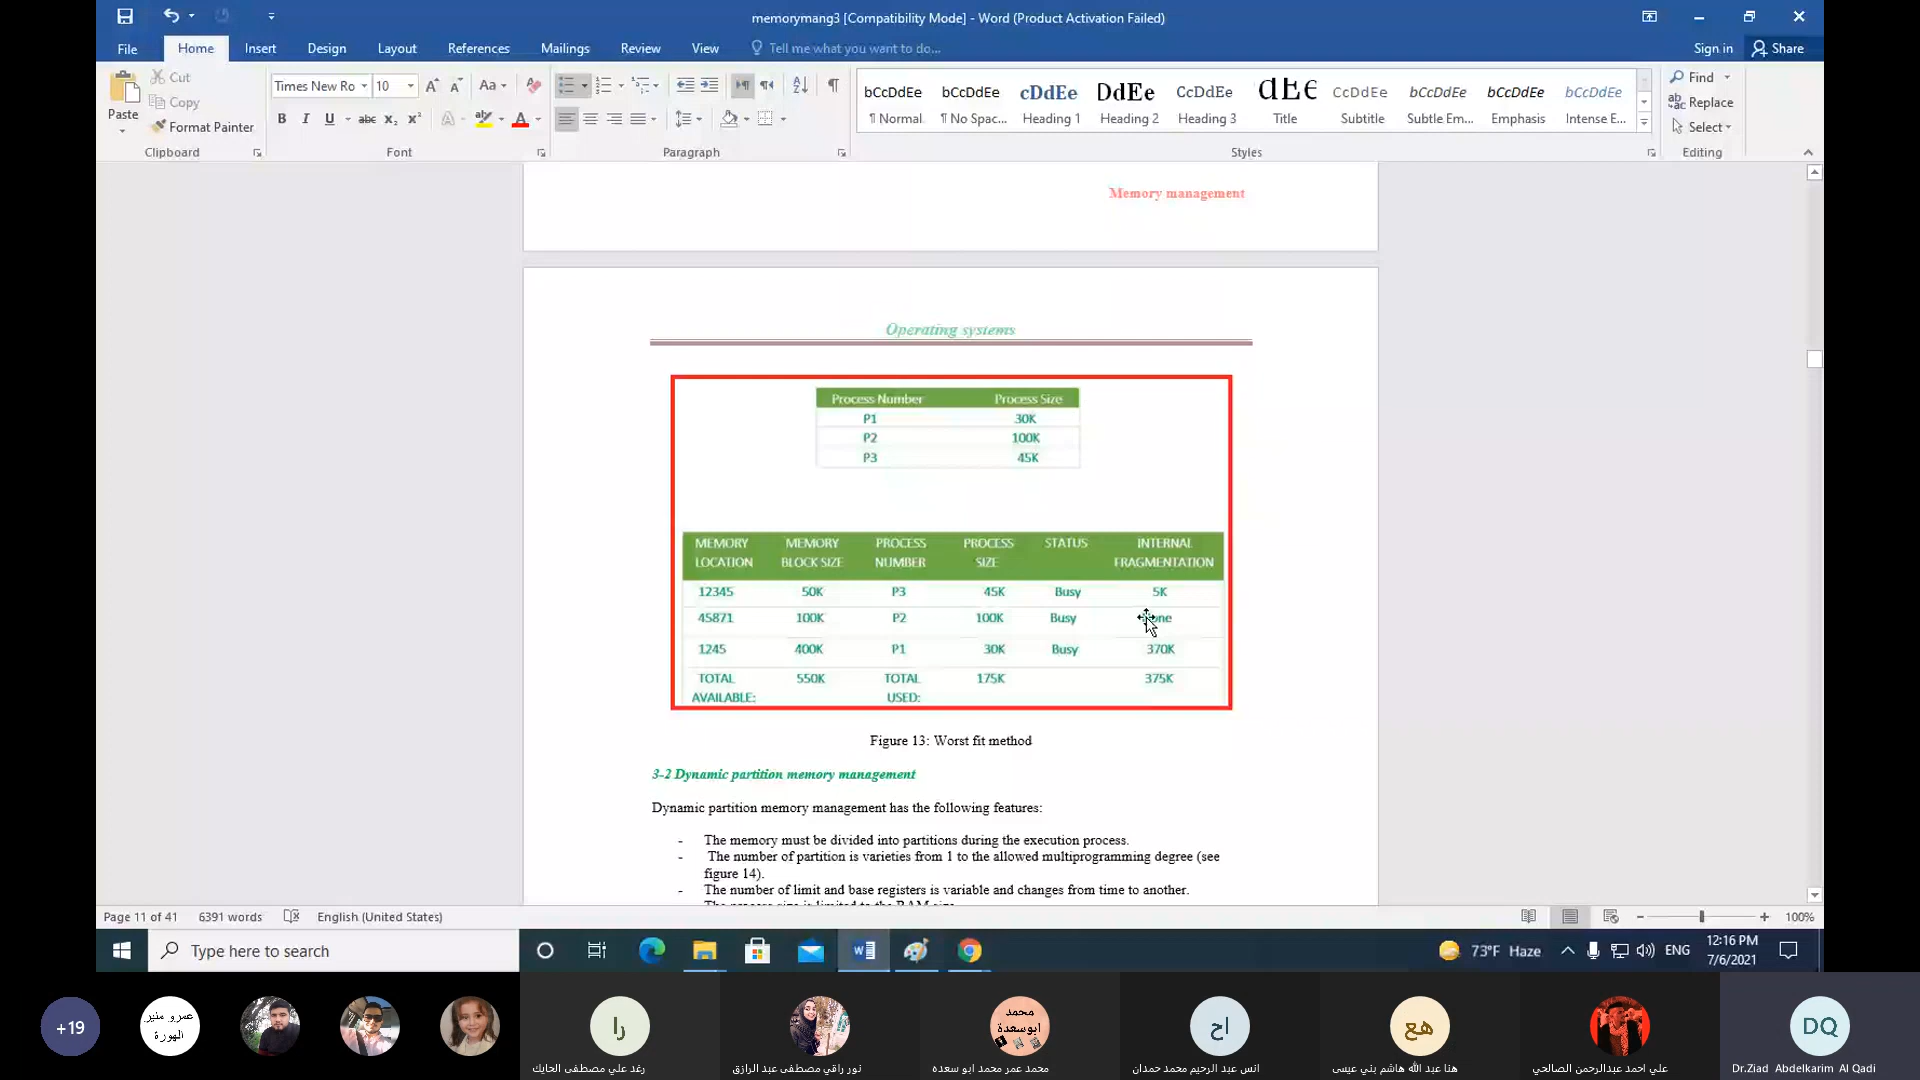 memorymang3 [Compatibility Mode] - Word (Product Activation Failed)
File Home Insert Design Layout References Mailings Review View Tell me what you want to do... Sign in Share
Paste Cut Copy Format Painter
Times New Ro 10
¶ Normal ¶ No Spac... Heading 1 Heading 2 Heading 3 Title Subtitle Subtle Em... Emphasis Intense E...
Find Replace Select
Clipboard Font Paragraph Styles Editing
Memory management
Operating systems
Process Number Process Size
P1 30K
P2 100K
P3 45K
MEMORY LOCATION MEMORY BLOCK SIZE PROCESS NUMBER PROCESS SIZE STATUS INTERNAL FRAGMENTATION
12345 50K P3 45K Busy 5K
45871 100K P2 100K Busy
1245 400K P1 30K Busy 370K
TOTAL AVAILABLE: 550K TOTAL USED: 175K 375K
Figure 13: Worst fit method
3-2 Dynamic partition memory management
Dynamic partition memory management has the following features:
- The memory must be divided into partitions during the execution process.
- The number of partition is varieties from 1 to the allowed multiprogramming degree (see
figure 14).
- The number of limit and base registers is variable and changes from time to another.
Page 11 of 41 6391 words English (United States) 100%
Type here to search 73°F Haze ENG 12:16 PM
7/6/2021
+19
عمرو منير
الهورة
را
محمد
ابوسعدة
اح
هع
DQ
رغد علي مصطفى الحايك
نور راقي مصطفى عبد الرازق
محمد عمر محمد ابو سعده
انس عبد الرحيم محمد حمدان
هنا عبد الله هاشم بني عيسى
علي احمد عبدالرحمن الصالحي
Dr.Ziad Abdelkarim Al Qadi